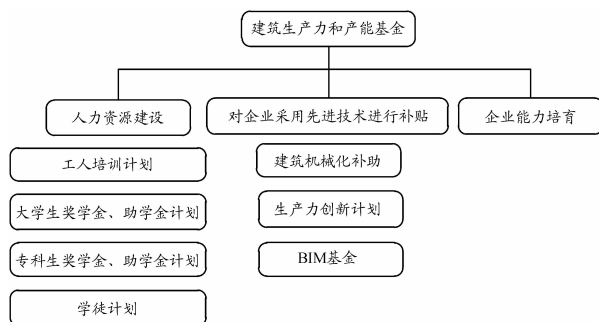 建筑生产力和产能基金
人力资源建设
对企业采用先进技术进行补贴
企业能力培育
工人培训计划
建筑机械化补助
大学生奖学金、助学金计划
生产力创新计划
专科生奖学金、助学金计划
BIM基金
学徒计划